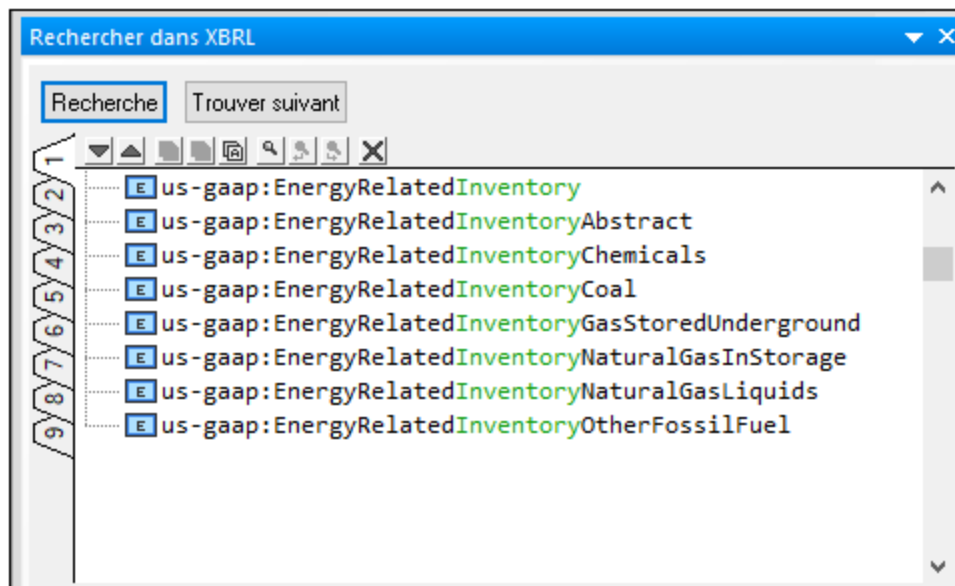 Rechercher dans XBRL
Recherche Trouver suivant
1
2
3
4
5
6
7
8
9
E us-gaap:EnergyRelatedInventory
E us-gaap:EnergyRelatedInventoryAbstract
E us-gaap:EnergyRelatedInventoryChemicals
E us-gaap:EnergyRelatedInventoryCoal
E us-gaap:EnergyRelatedInventoryGasStoredUnderground
E us-gaap:EnergyRelatedInventoryNaturalGasInStorage
E us-gaap:EnergyRelatedInventoryNaturalGasLiquids
E us-gaap:EnergyRelatedInventoryOtherFossilFuel